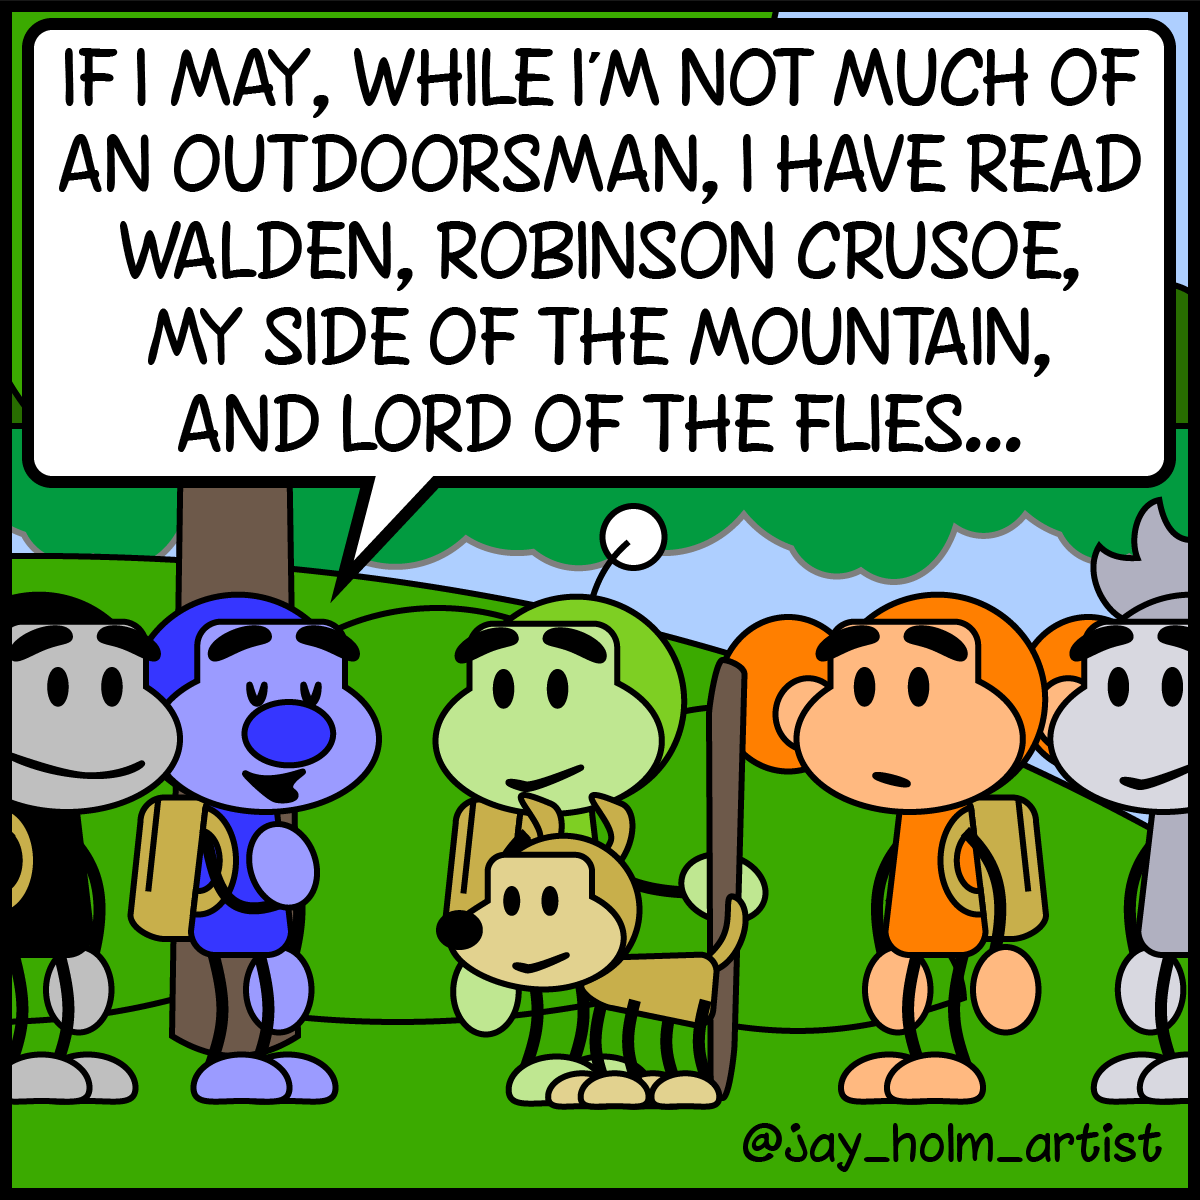 IF I MAY, WHILE I'M NOT MUCH OF
AN OUTDOORSMAN, I HAVE READ
WALDEN, ROBINSON CRUSOE,
MY SIDE OF THE MOUNTAIN,
AND LORD OF THE FLIES...
@jay_holm_artist